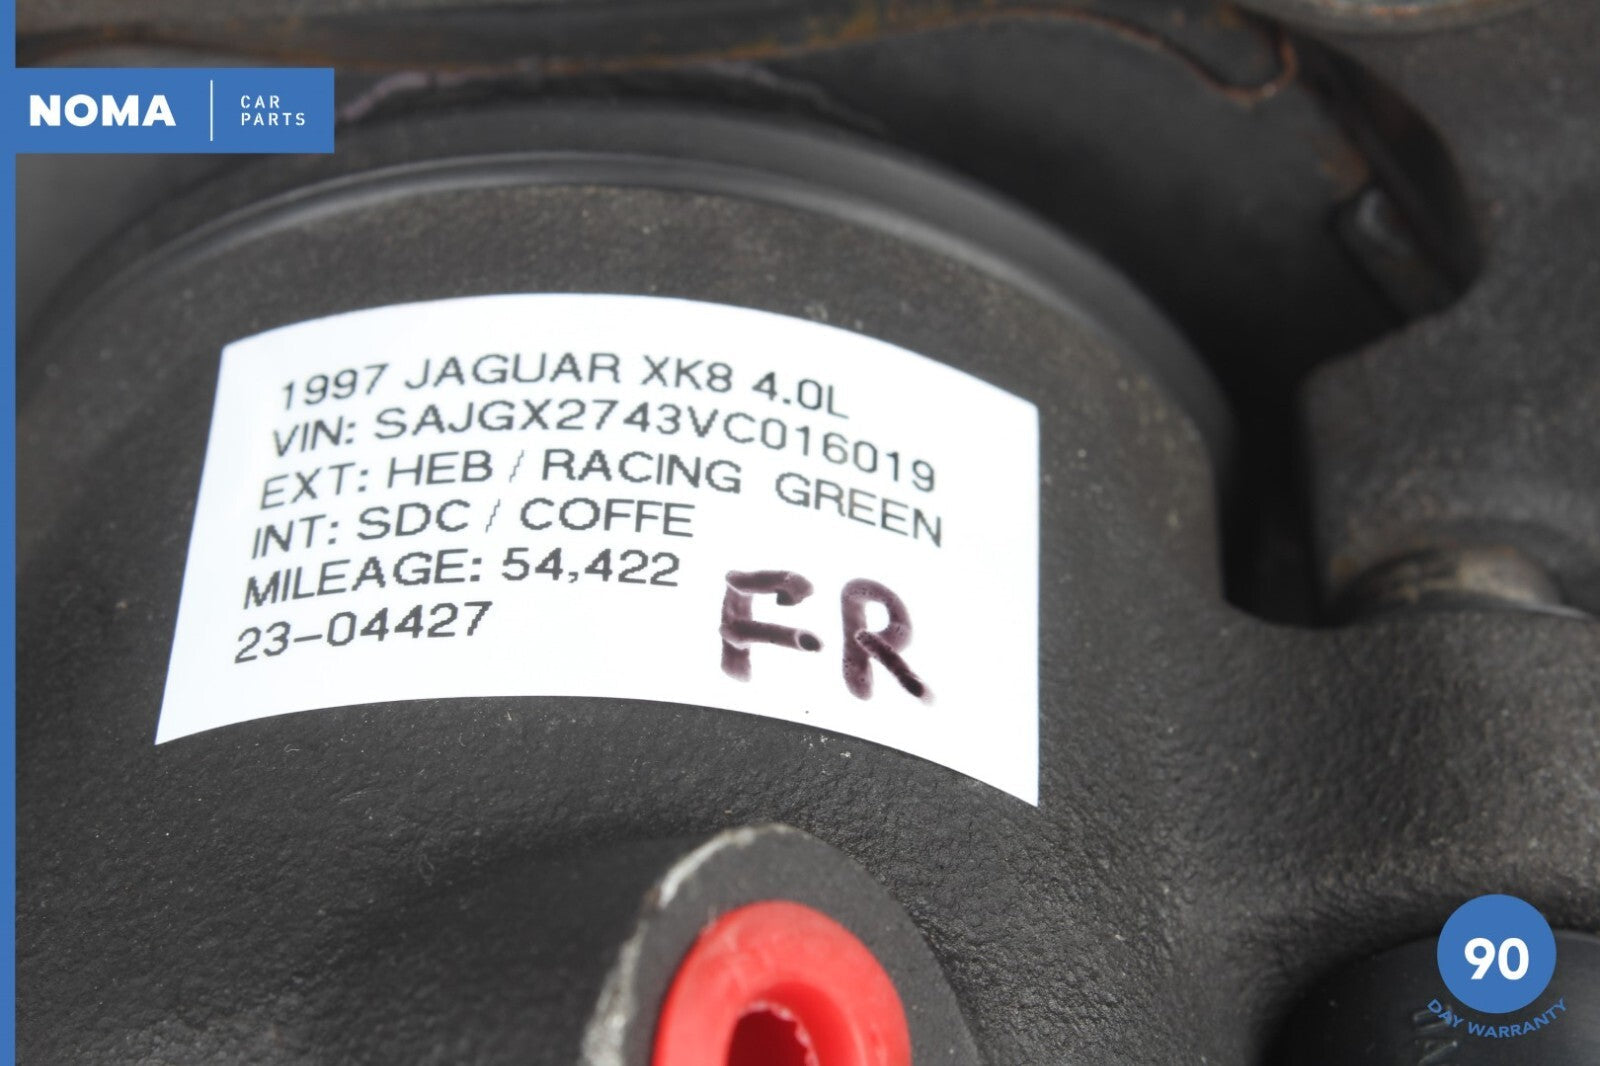 NOMA
CAR
PARTS
1997 JAGUAR XK8 4.0L
VIN: SAJGX2743VC016019
EXT: HEB / RACING GREEN
INT: SDC / COFFE
MILEAGE: 54,422
23-04427
FR
90
DAY WARRANTY